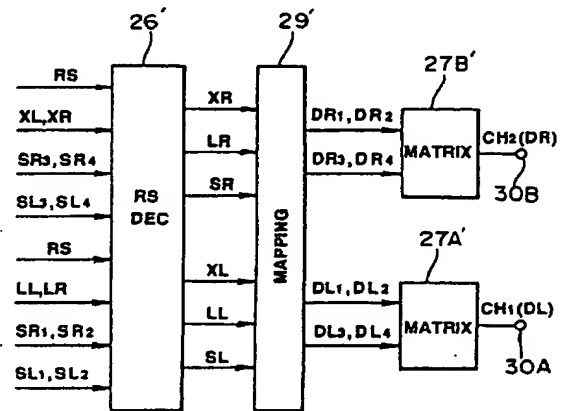 26'
29'
27B'
RS
XL,XR
SR3,SR4
SL3,SL4
RS
LL,LR
SR1,SR2
SL1,SL2
RS
DEC
XR
LR
SR
XL
LL
SL
MAPPING
DR1,DR2
DR3,DR4
MATRIX
CH2(DR)
30B
27A'
DL1,DL2
DL3,DL4
MATRIX
CH1(DL)
30A